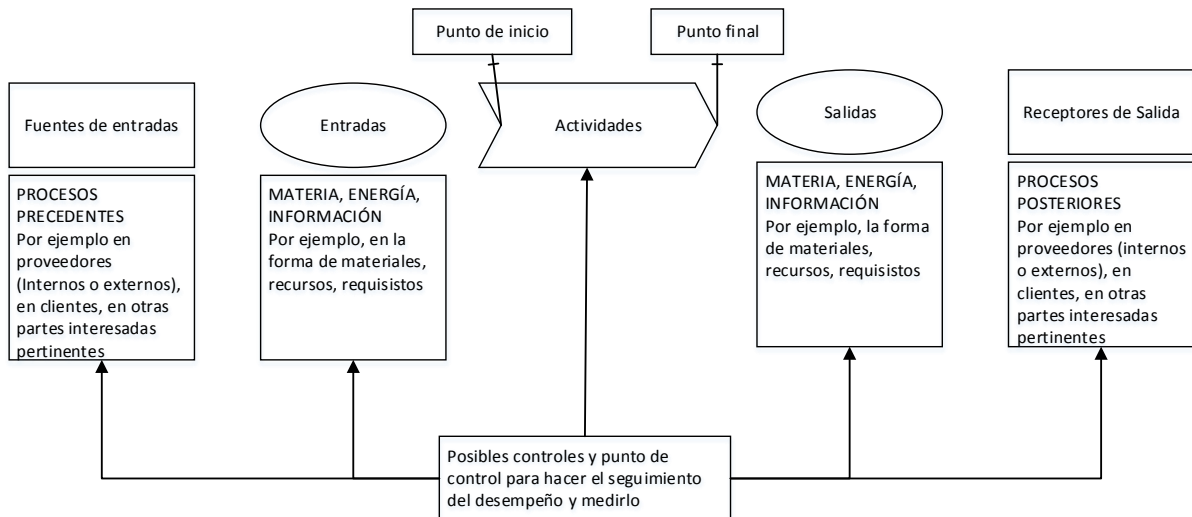 Punto de inicio
Punto final
Fuentes de entradas
Entradas
Actividades
Salidas
Receptores de Salida
PROCESOS
PRECEDENTES
Por ejemplo en
proveedores
(Internos o externos),
en clientes, en otras
partes interesadas
pertinentes
MATERIA, ENERGÍA,
INFORMACIÓN
Por ejemplo, en la
forma de materiales,
recursos, requisistos
MATERIA, ENERGÍA,
INFORMACIÓN
Por ejemplo, la forma
de materiales,
recursos, requisistos
PROCESOS
POSTERIORES
Por ejemplo en
proveedores (internos
o externos), en
clientes, en otras
partes interesadas
pertinentes
Posibles controles y punto de
control para hacer el seguimiento
del desempeño y medirlo